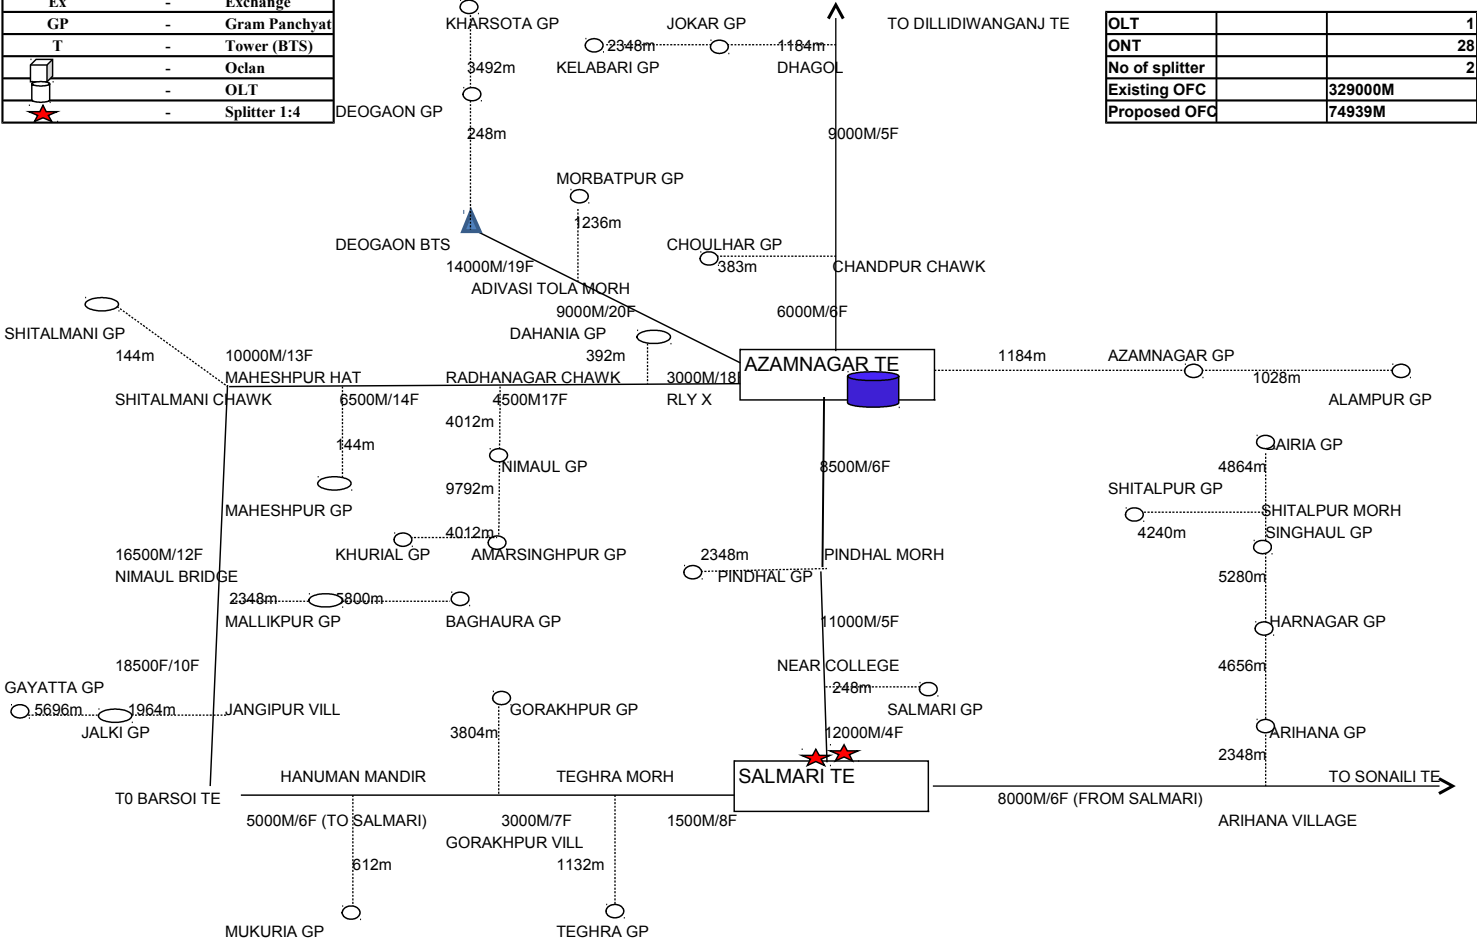 Ex - Exchange
GP - Gram Panchyat
T - Tower (BTS)
- Oclan
- OLT
- Splitter 1:4
OLT 1
ONT 28
No of splitter 2
Existing OFC 329000M
Proposed OFC 74939M
KHARSOTA GP
JOKAR GP
TO DILLIDIWANGANJ TE
2348m
1184m
3492m
KELABARI GP
DHAGOL
DEOGAON GP
248m
9000M/5F
MORBATPUR GP
1236m
DEOGAON BTS
CHOULHAR GP
14000M/19F
383m
CHANDPUR CHAWK
ADIVASI TOLA MORH
9000M/20F
6000M/6F
SHITALMANI GP
DAHANIA GP
144m
10000M/13F
392m
AZAMNAGAR TE
1184m
AZAMNAGAR GP
MAHESHPUR HAT
RADHANAGAR CHAWK
3000M/18
1028m
SHITALMANI CHAWK
6500M/14F
4500M17F
RLY X
ALAMPUR GP
4012m
144m
AIRIA GP
NIMAUL GP
8500M/6F
4864m
9792m
SHITALPUR GP
MAHESHPUR GP
SHITALPUR MORH
4012m
4240m
SINGHAUL GP
16500M/12F
KHURIAL GP
AMARSINGHPUR GP
2348m
PINDHAL MORH
NIMAUL BRIDGE
PINDHAL GP
5280m
2348m
5800m
MALLIKPUR GP
BAGHAURA GP
11000M/5F
HARNAGAR GP
18500F/10F
NEAR COLLEGE
4656m
GAYATTA GP
248m
5696m
1964m
JANGIPUR VILL
GORAKHPUR GP
SALMARI GP
JALKI GP
3804m
12000M/4F
ARIHANA GP
2348m
HANUMAN MANDIR
TEGHRA MORH
SALMARI TE
TO SONAILI TE
T0 BARSOI TE
8000M/6F (FROM SALMARI)
5000M/6F (TO SALMARI)
3000M/7F
1500M/8F
ARIHANA VILLAGE
GORAKHPUR VILL
612m
1132m
MUKURIA GP
TEGHRA GP